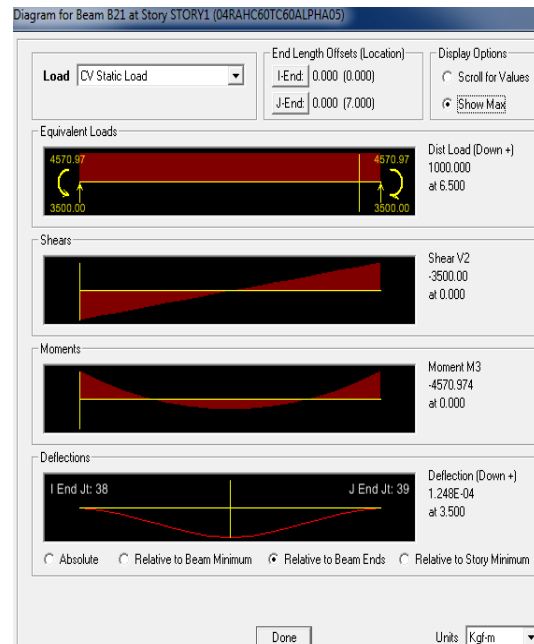 Diagram for Beam B21 at Story STORY1 (04RAHC60TC60ALPHA05)
Load CV Static Load
End Length Offsets (Location)
I-End: 0.000 (0.000)
J-End: 0.000 (7.000)
Display Options
Scroll for Values
Show Max
Equivalent Loads
4570.97 4570.97
3500.00 3500.00
Dist Load (Down +)
1000.000
at 6.500
Shears
Shear V2
-3500.00
at 0.000
Moments
Moment M3
-4570.974
at 0.000
Deflections
I End Jt: 38 J End Jt: 39
Deflection (Down +)
1.248E-04
at 3.500
Absolute Relative to Beam Minimum Relative to Beam Ends Relative to Story Minimum
Done Units Kgf-m